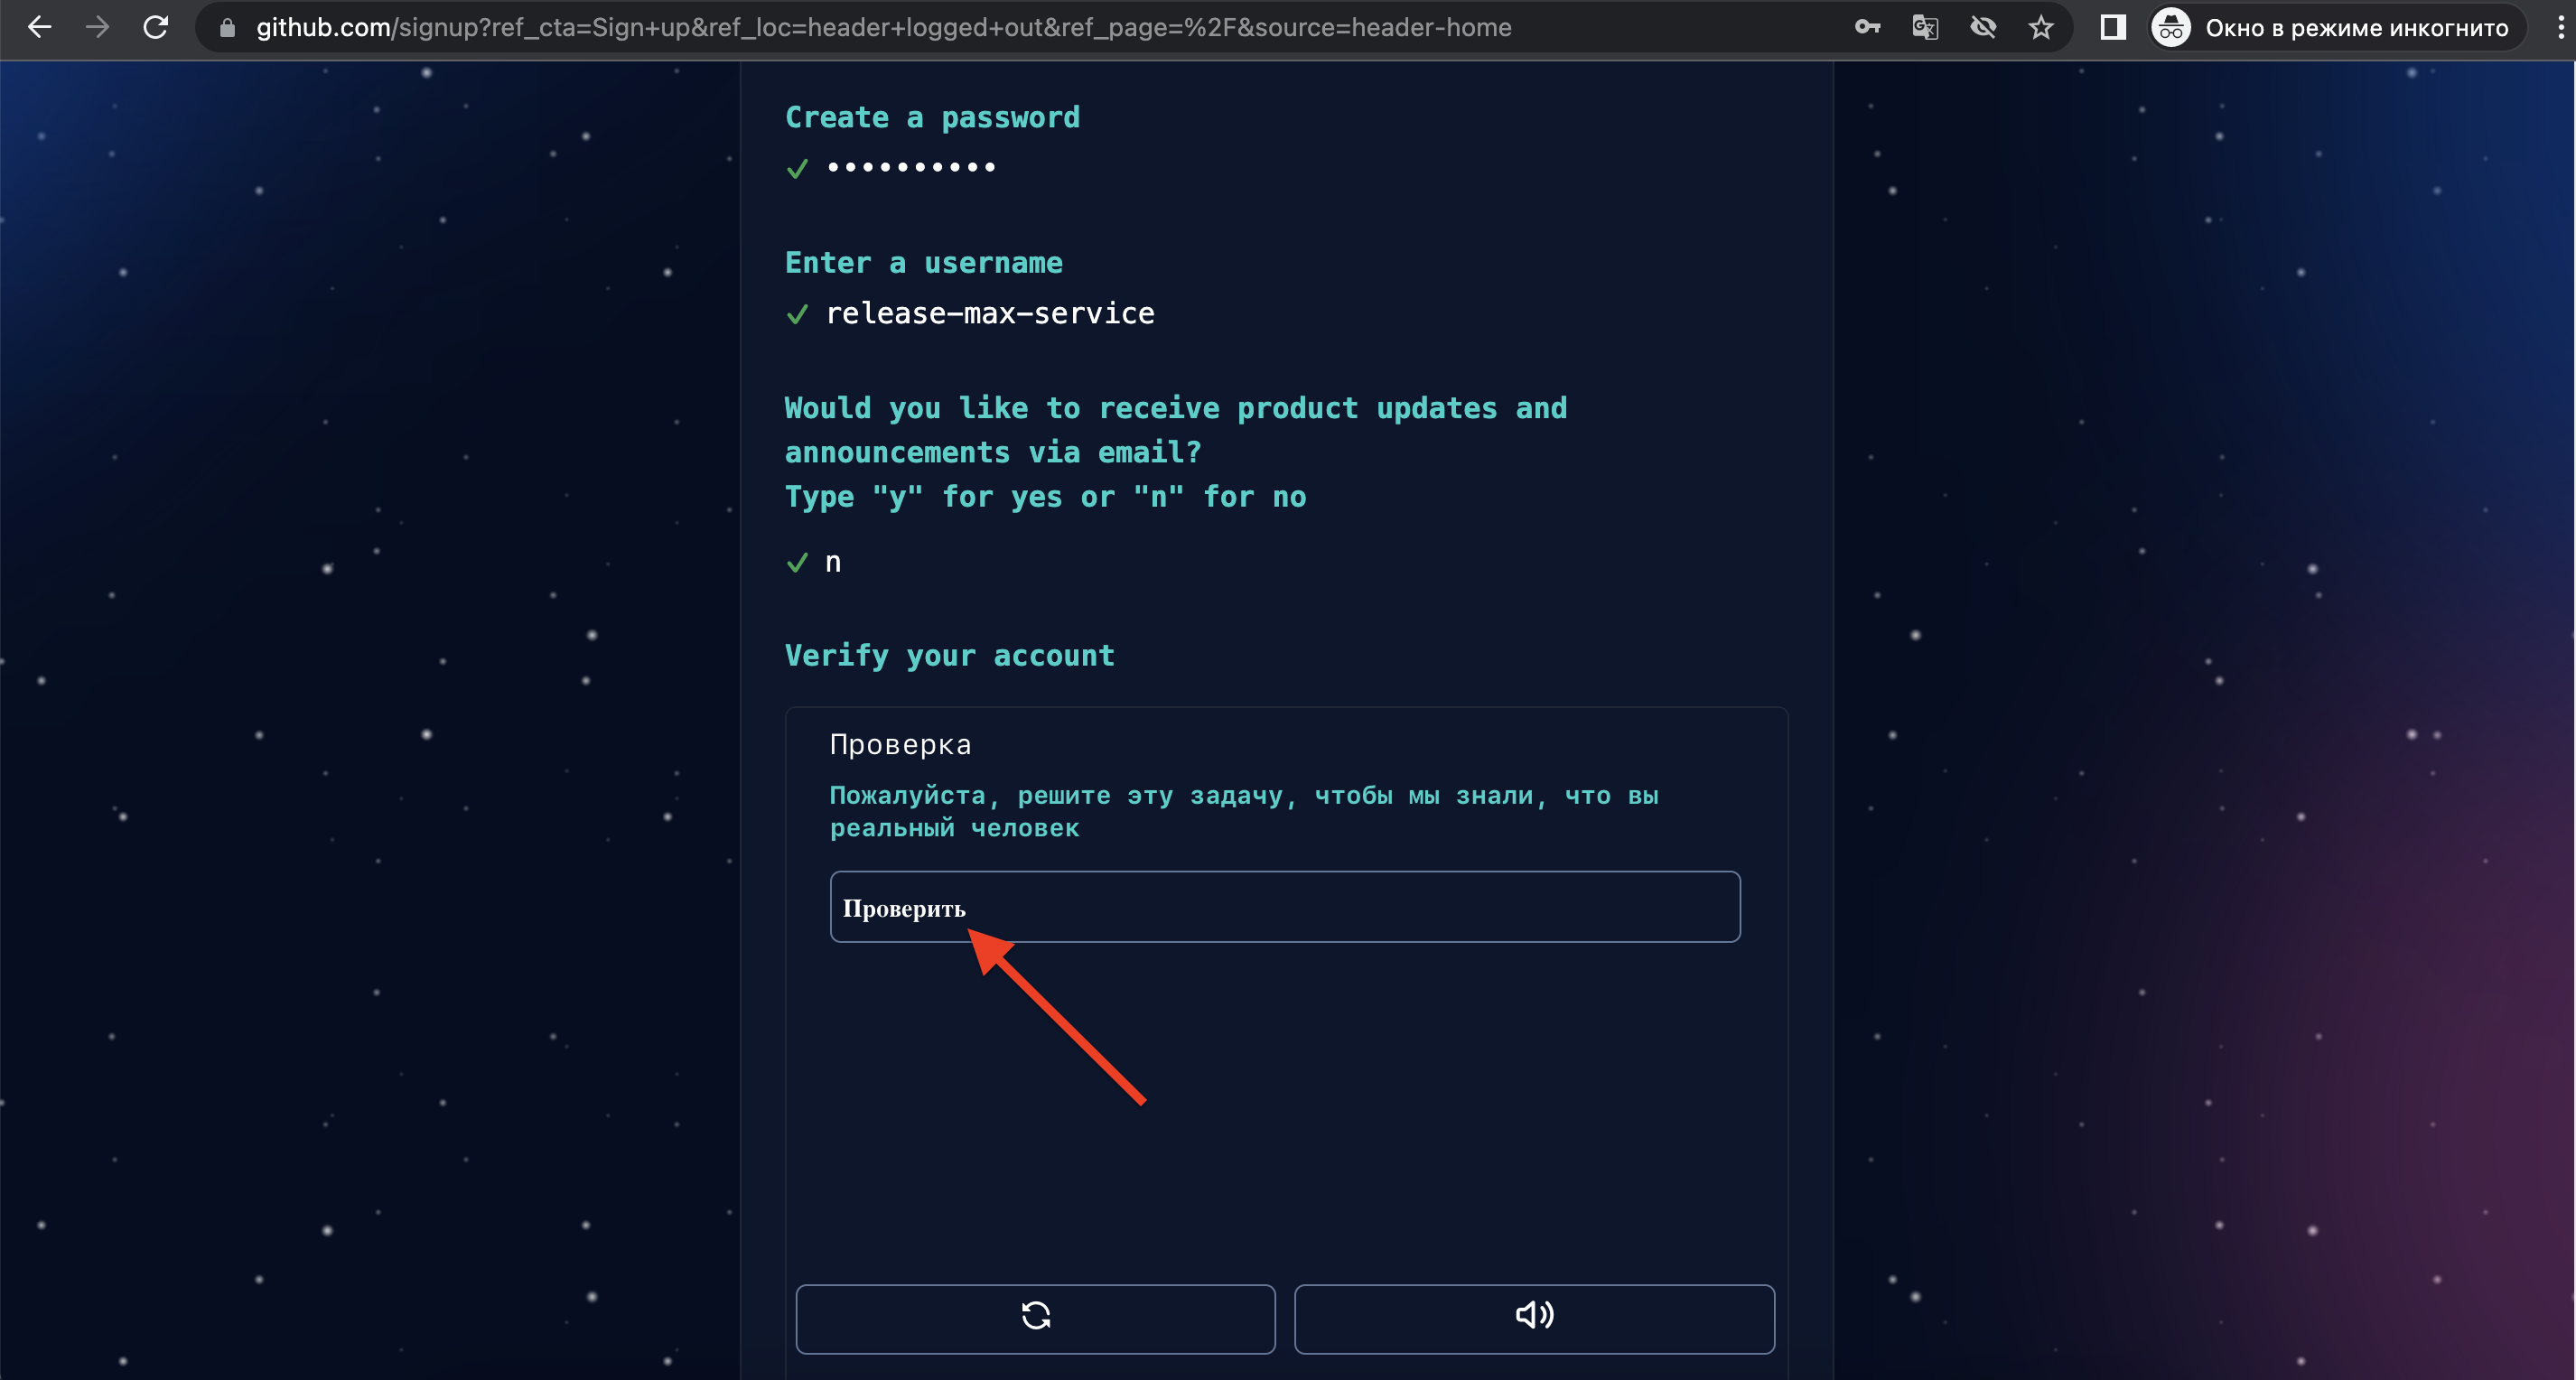 github.com/signup?ref_cta=Sign+up&ref_loc=header+logged+out&ref_page=%2F&source=header-home
Окно в режиме инкогнито
Create a password
••••••••••
Enter a username
release-max-service
Would you like to receive product updates and
announcements via email?
Type "y" for yes or "n" for no
n
Verify your account
Проверка
Пожалуйста, решите эту задачу, чтобы мы знали, что вы
реальный человек
Проверить